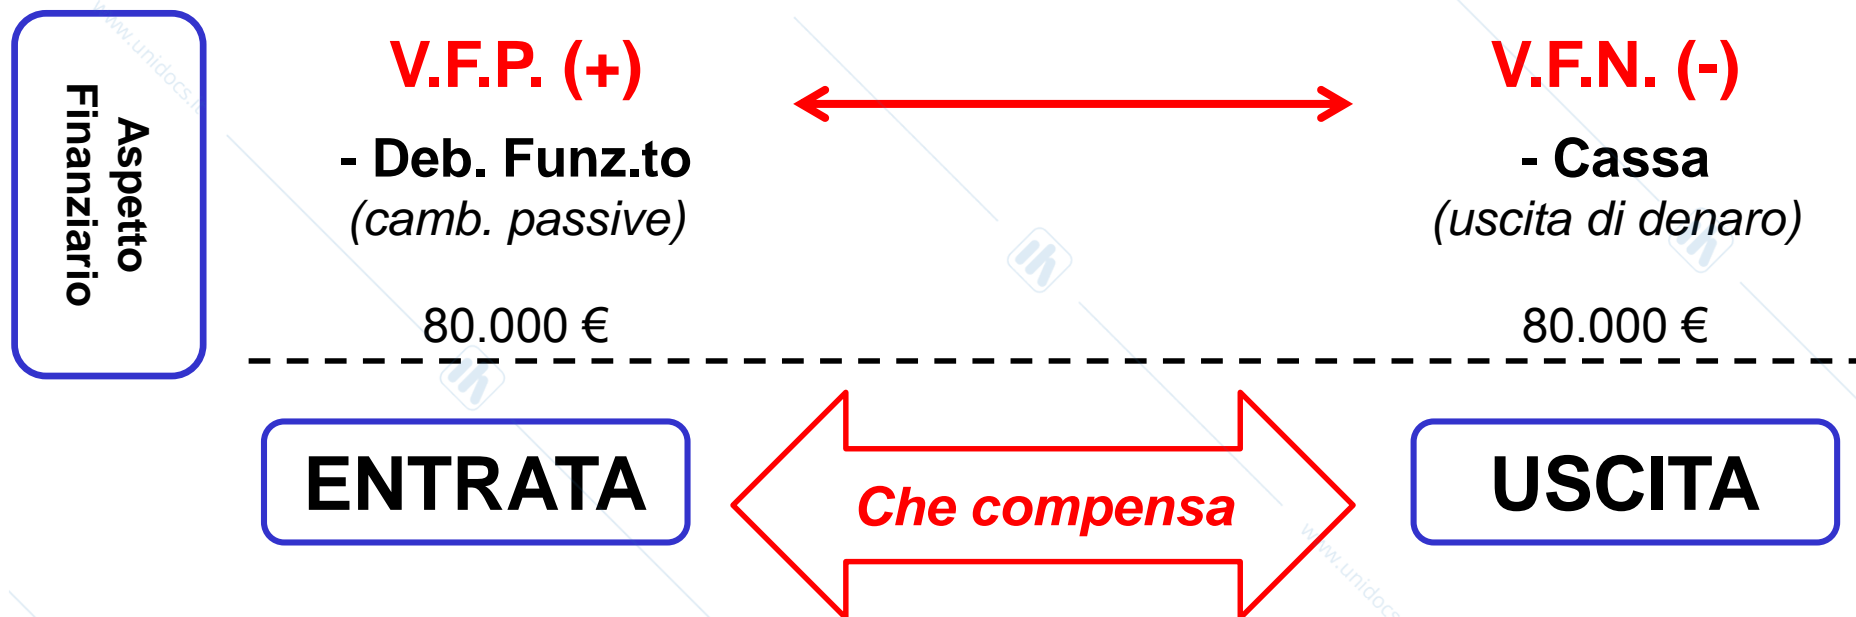 Aspetto
Finanziario
V.F.P. (+)
V.F.N. (-)
- Deb. Funz.to
(camb. passive)
- Cassa
(uscita di denaro)
80.000 €
80.000 €
ENTRATA
Che compensa
USCITA